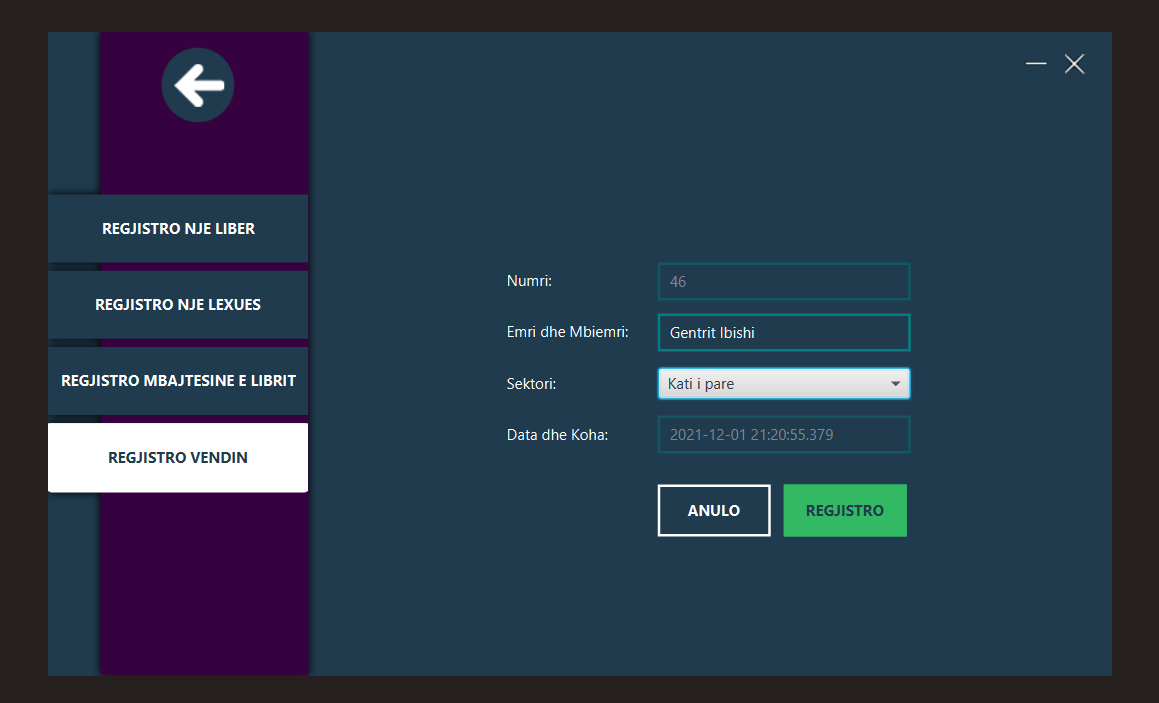 REGJISTRO NJE LIBER
REGJISTRO NJE LEXUES
REGJISTRO MBAJTESINE E LIBRIT
REGJISTRO VENDIN
Numri: 46
Emri dhe Mbiemri: Gentrit Ibishi
Sektori: Kati i pare
Data dhe Koha: 2021-12-01 21:20:55.379
ANULO REGJISTRO